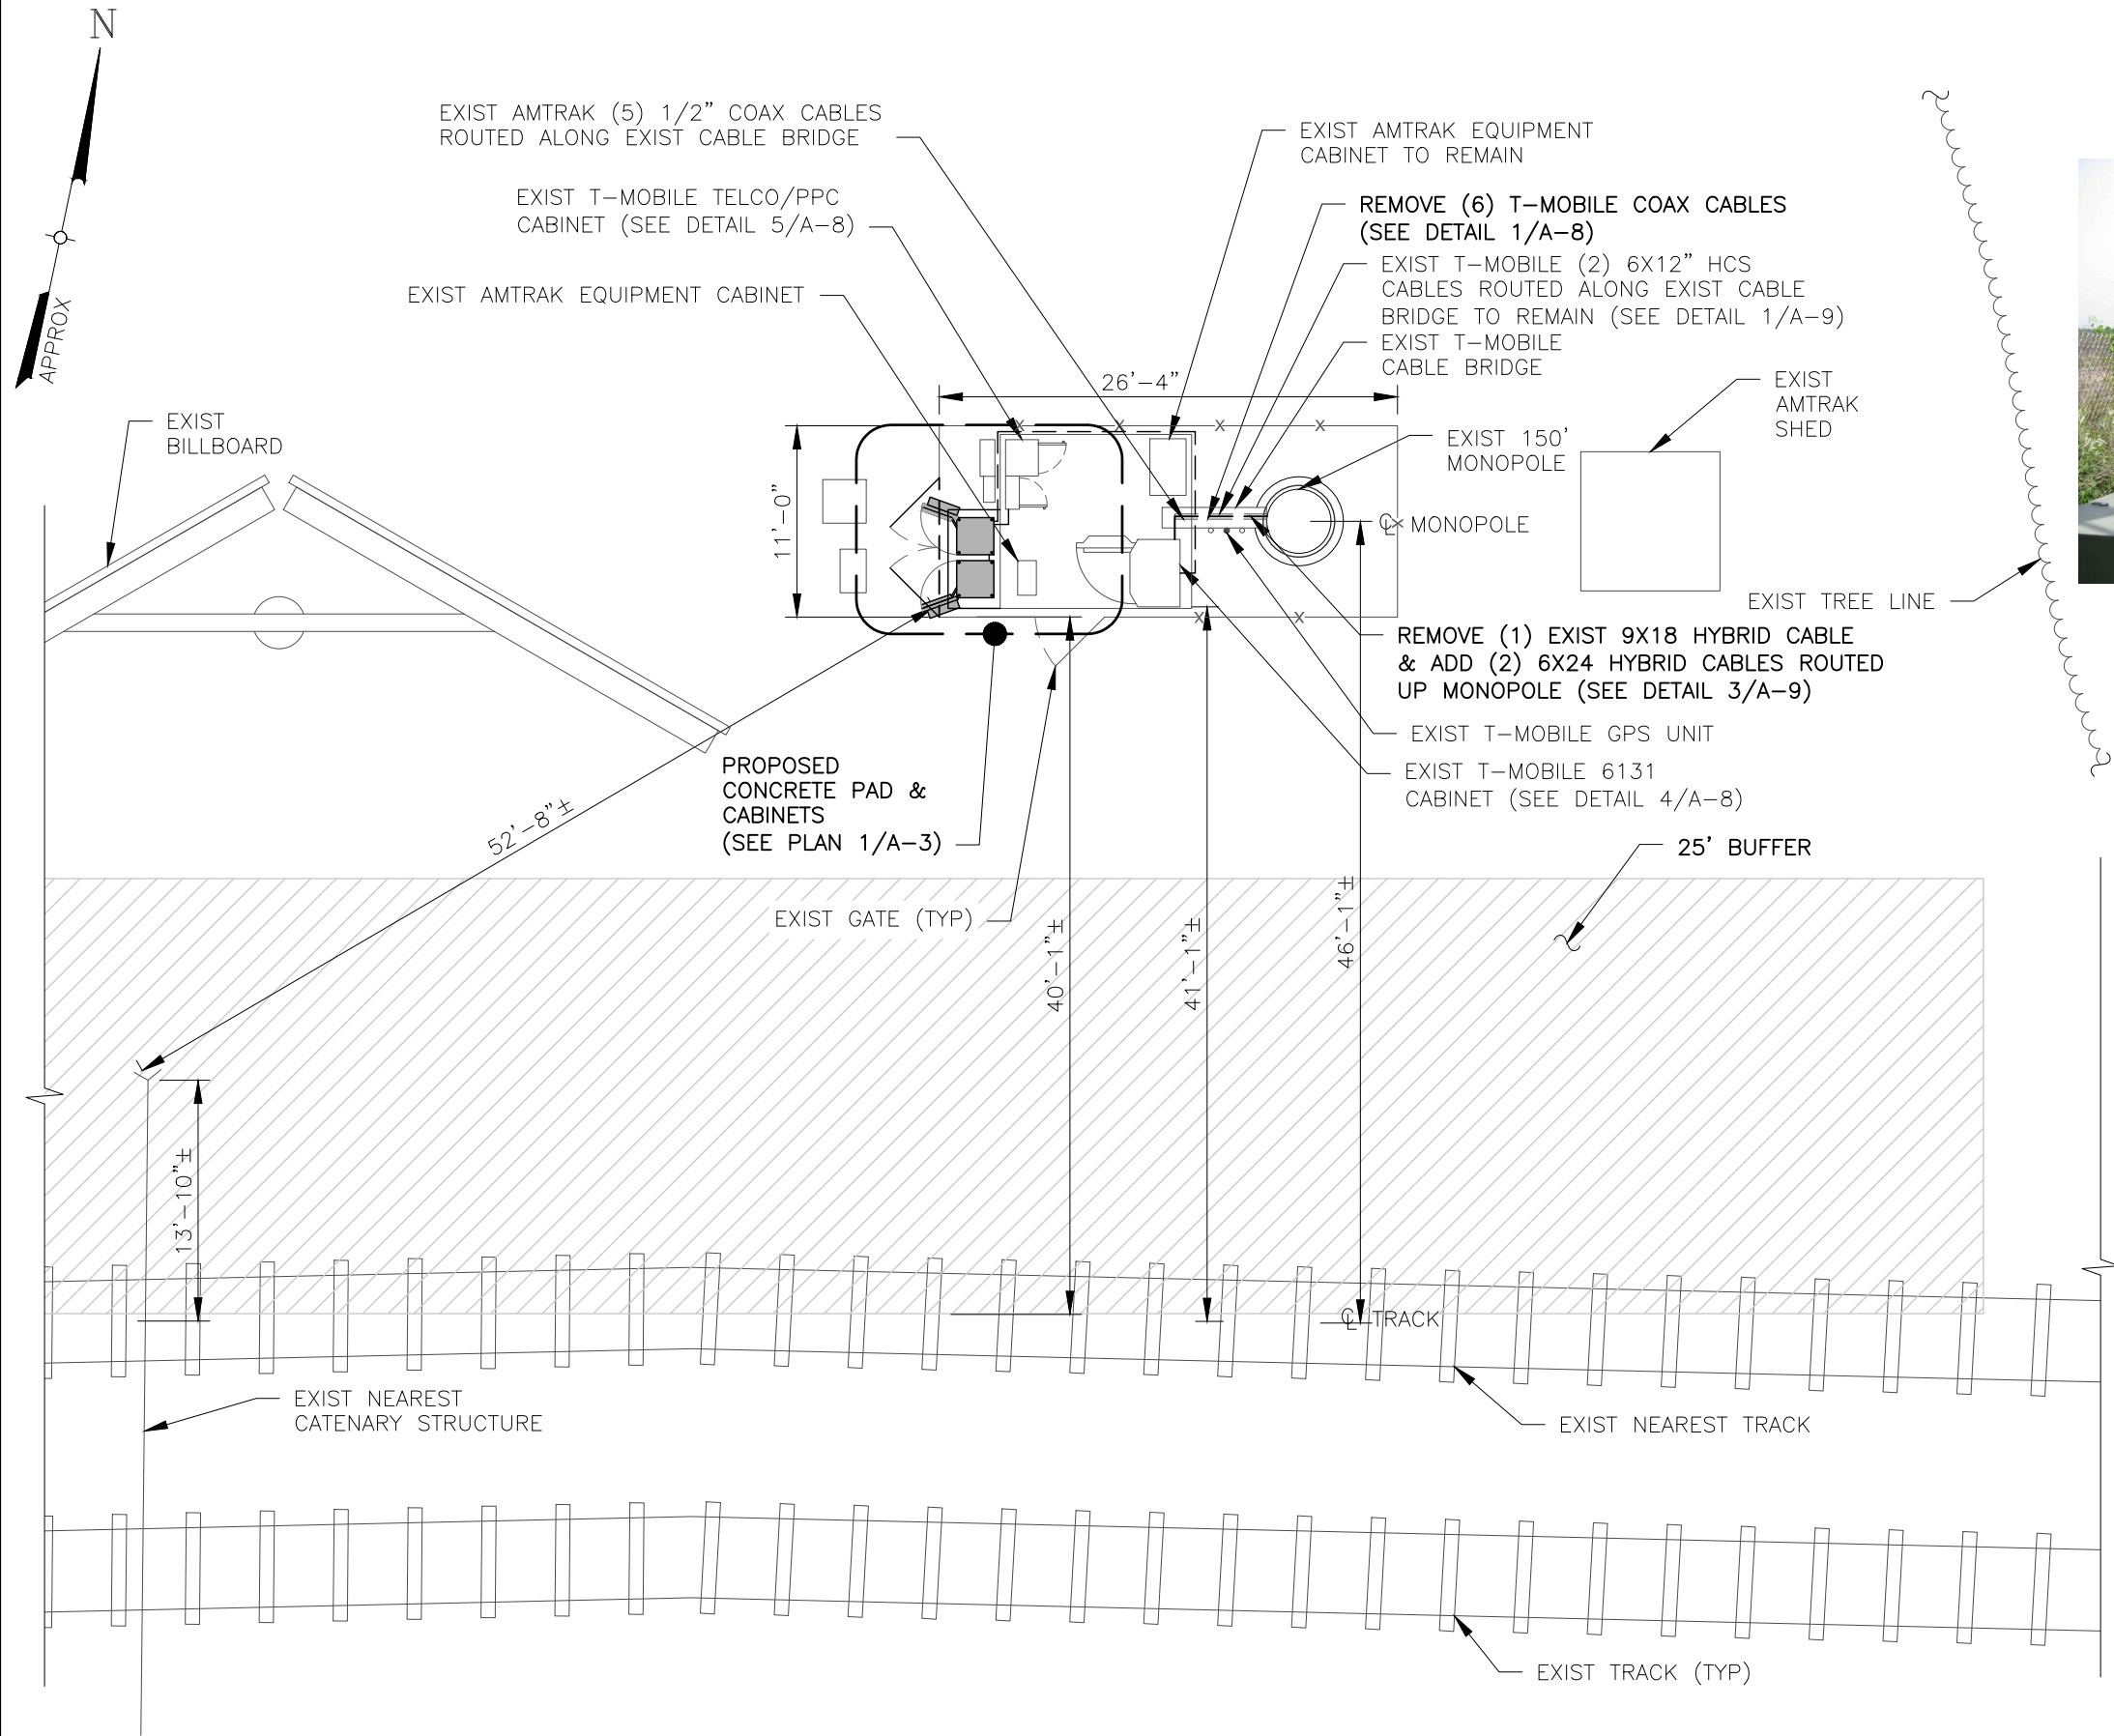 N
APPROX
EXIST AMTRAK (5) 1/2" COAX CABLES
ROUTED ALONG EXIST CABLE BRIDGE
EXIST T-MOBILE TELCO/PPC
CABINET (SEE DETAIL 5/A-8)
EXIST AMTRAK EQUIPMENT CABINET
EXIST AMTRAK EQUIPMENT
CABINET TO REMAIN
REMOVE (6) T-MOBILE COAX CABLES
(SEE DETAIL 1/A-8)
EXIST T-MOBILE (2) 6X12" HCS
CABLES ROUTED ALONG EXIST CABLE
BRIDGE TO REMAIN (SEE DETAIL 1/A-9)
EXIST T-MOBILE
CABLE BRIDGE
26'-4"
11'-0"
EXIST
BILLBOARD
EXIST 150'
MONOPOLE
EXIST
AMTRAK
SHED
℄ MONOPOLE
EXIST TREE LINE
REMOVE (1) EXIST 9X18 HYBRID CABLE
& ADD (2) 6X24 HYBRID CABLES ROUTED
UP MONOPOLE (SEE DETAIL 3/A-9)
EXIST T-MOBILE GPS UNIT
EXIST T-MOBILE 6131
CABINET (SEE DETAIL 4/A-8)
PROPOSED
CONCRETE PAD &
CABINETS
(SEE PLAN 1/A-3)
52'-8"±
25' BUFFER
EXIST GATE (TYP)
40'-1"±
41'-1"±
46'-1"±
13'-10"±
℄ TRACK
EXIST NEAREST
CATENARY STRUCTURE
EXIST NEAREST TRACK
EXIST TRACK (TYP)